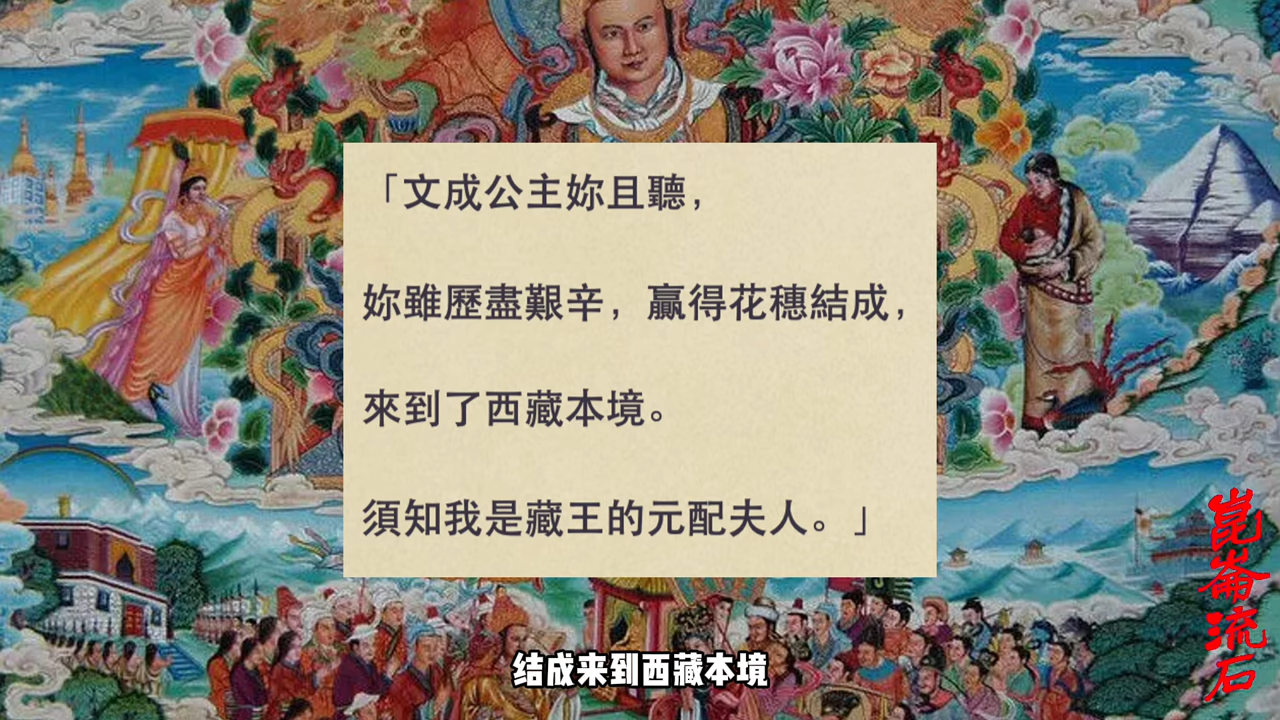 「文成公主妳且聽，
妳雖歷盡艱辛，贏得花穗結成，
來到了西藏本境。
須知我是藏王的元配夫人。」
结成来到西藏本境
崑崙流石